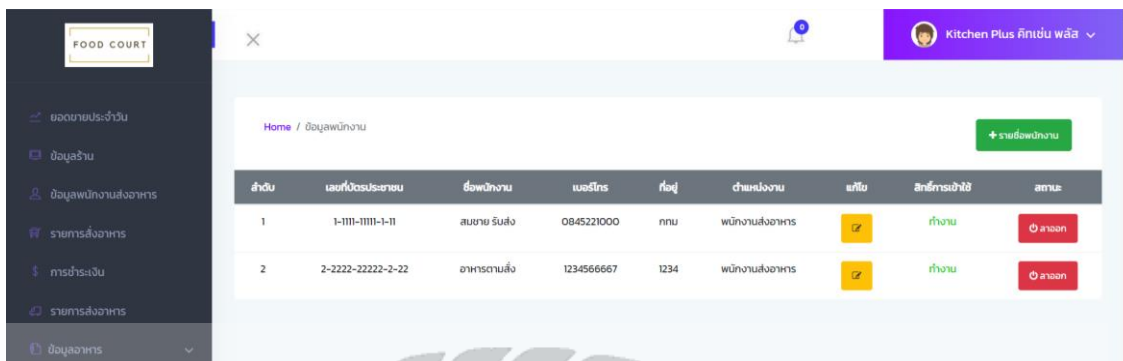 FOOD COURT
0
Kitchen Plus คิทเช่น พลัส
ยอดขายประจำวัน
ข้อมูลร้าน
ข้อมูลพนักงานส่งอาหาร
รายการสั่งอาหาร
การชำระเงิน
รายการส่งอาหาร
ข้อมูลอาหาร
Home / ข้อมูลพนักงาน
+ รายชื่อพนักงาน
ลำดับ เลขที่บัตรประชาชน ชื่อพนักงาน เบอร์โทร ที่อยู่ ตำแหน่งงาน แก้ไข สิทธิ์การเข้าใช้ สถานะ
1 1-1111-11111-1-11 สมชาย รับส่ง 0845221000 กทม พนักงานส่งอาหาร ทำงาน ลาออก
2 2-2222-22222-2-22 อาหารตามสั่ง 1234566667 1234 พนักงานส่งอาหาร ทำงาน ลาออก